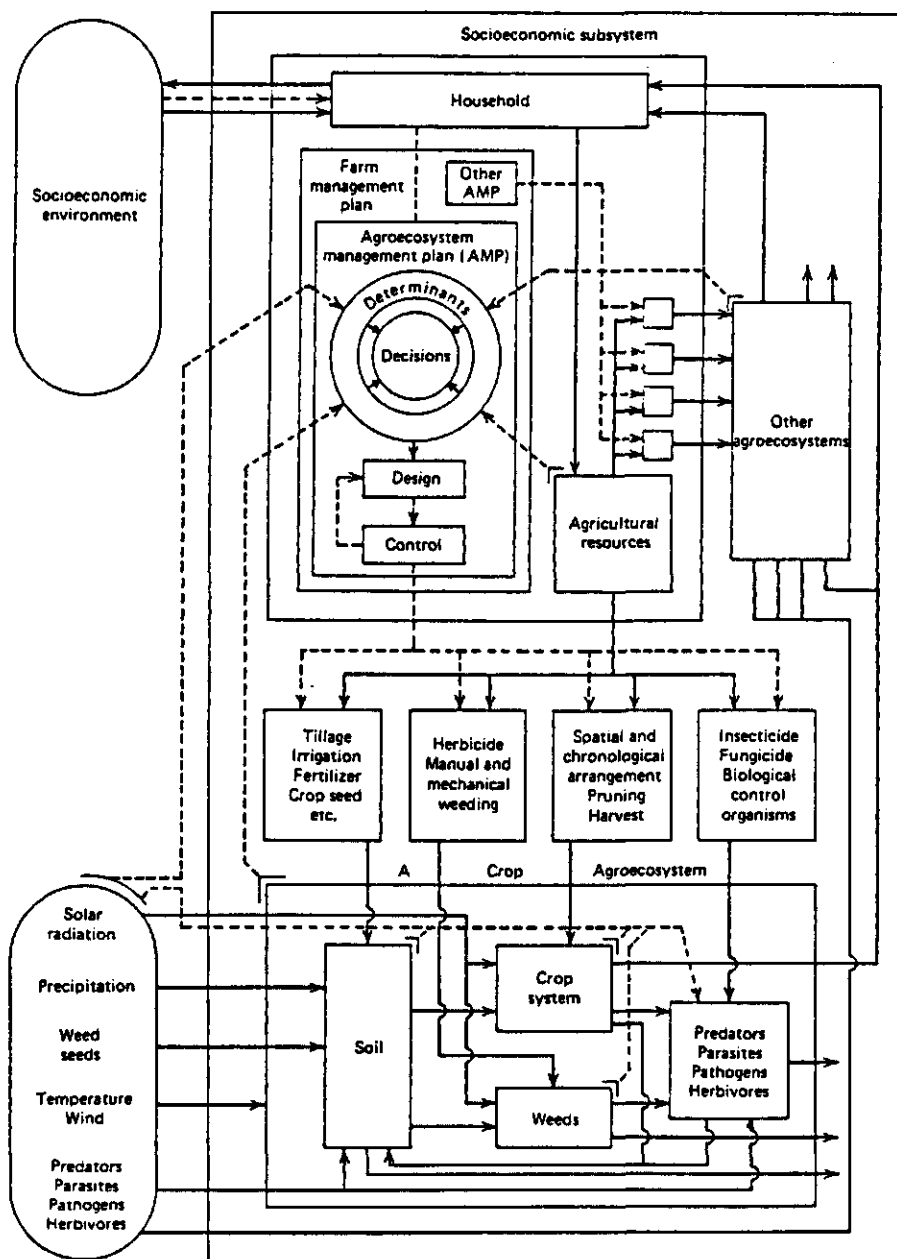 Socioeconomic subsystem
Household
Socioeconomic
environment
Farm
management
plan
Other
AMP
Agroecosystem
management plan (AMP)
Determinants
Decisions
Design
Control
Agricultural
resources
Other
agroecosystems
Tillage
Irrigation
Fertilizer
Crop seed
etc.
Herbicide
Manual and
mechanical
weeding
Spatial and
chronological
arrangement
Pruning
Harvest
Insecticide
Fungicide
Biological
control
organisms
A Crop Agroecosystem
Solar
radiation
Precipitation
Weed
seeds
Temperature
Wind
Predators
Parasites
Pathogens
Herbivores
Soil
Crop
system
Weeds
Predators
Parasites
Pathogens
Herbivores